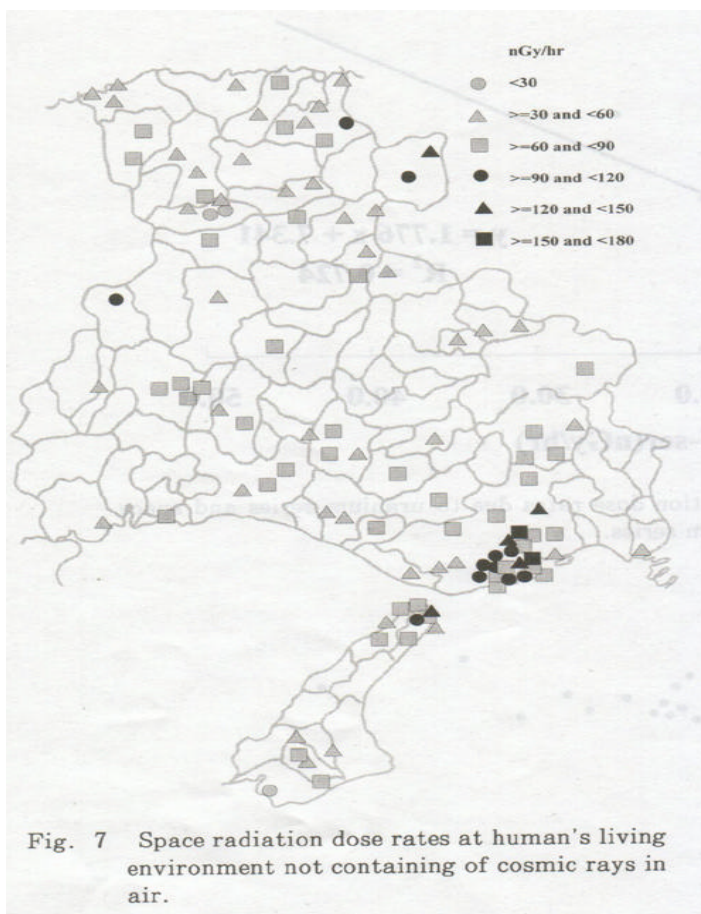 nGy/hr
<30
>=30 and <60
>=60 and <90
>=90 and <120
>=120 and <150
>=150 and <180
Fig. 7 Space radiation dose rates at human's living
environment not containing of cosmic rays in
air.